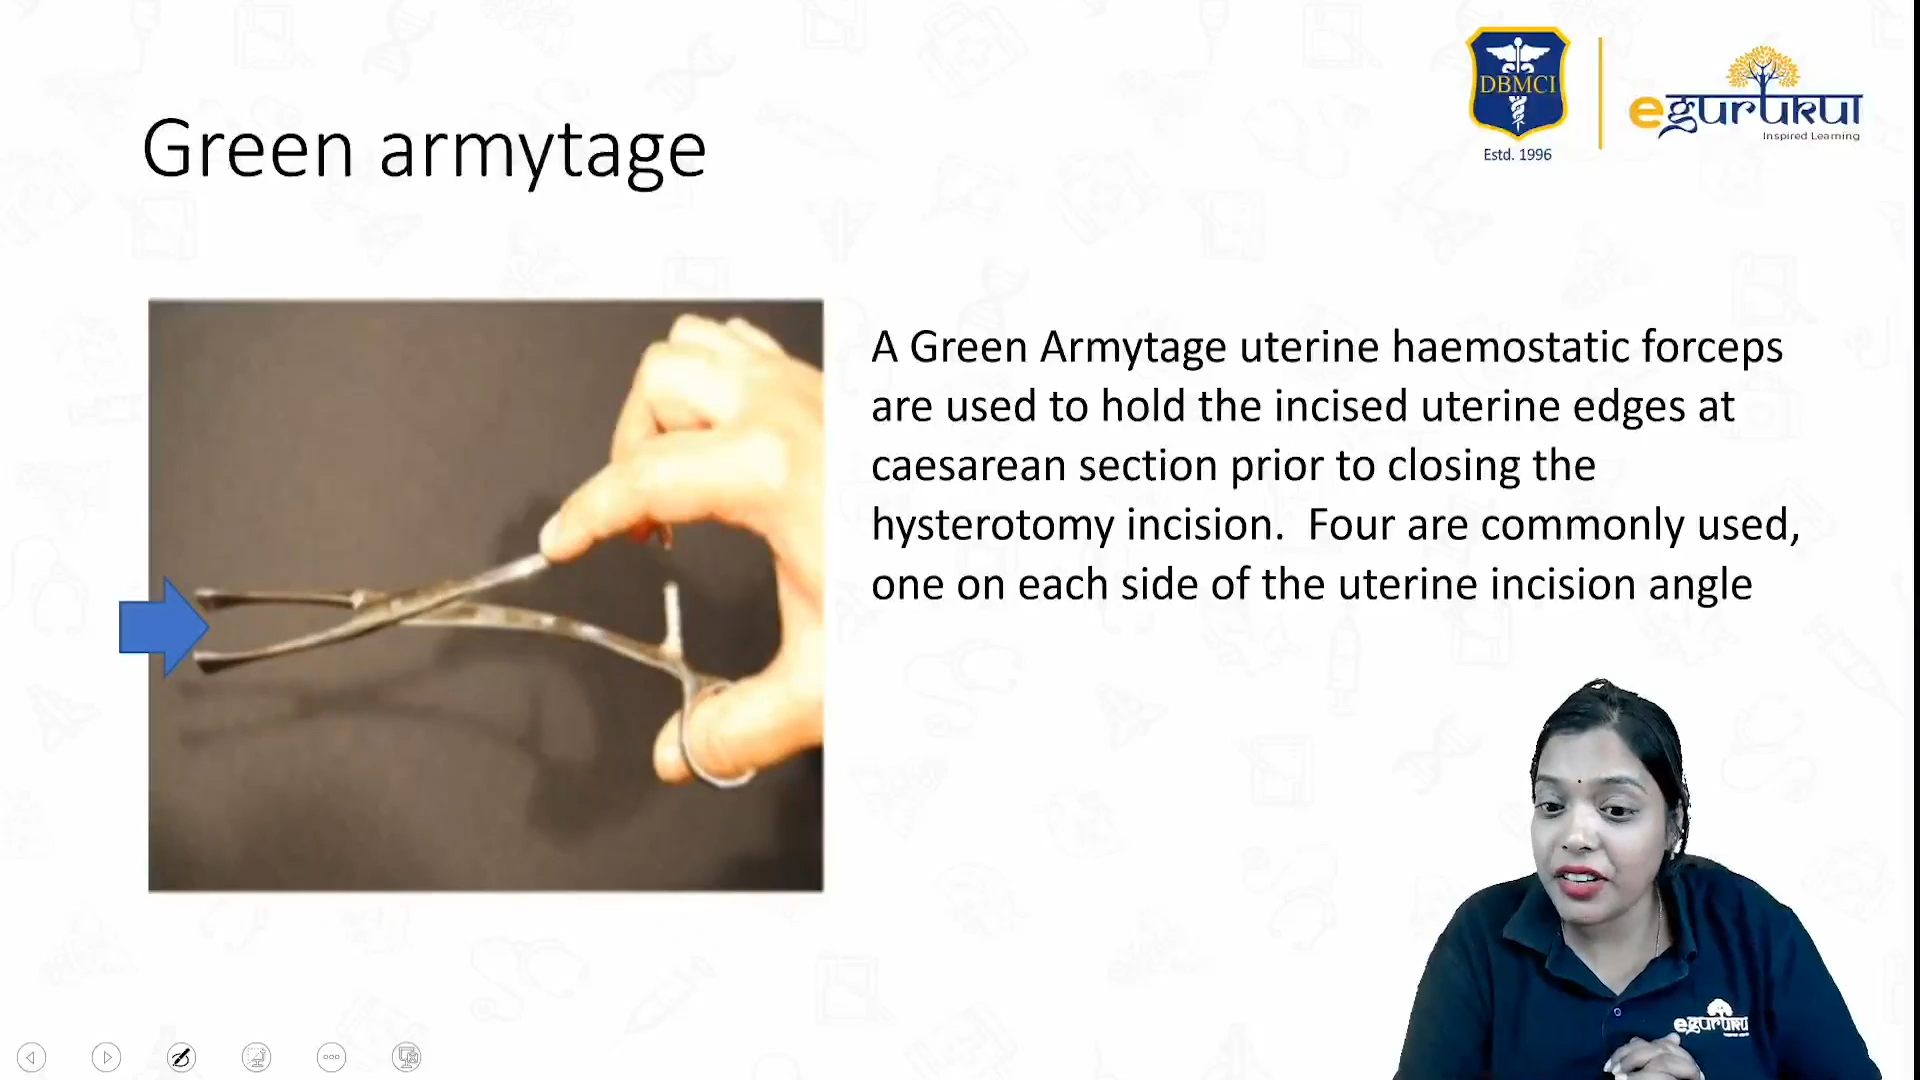 DBMCI
Estd. 1996
egurukul
Inspired Learning
Green armytage
A Green Armytage uterine haemostatic forceps
are used to hold the incised uterine edges at
caesarean section prior to closing the
hysterotomy incision.  Four are commonly used,
one on each side of the uterine incision angle
egurukul